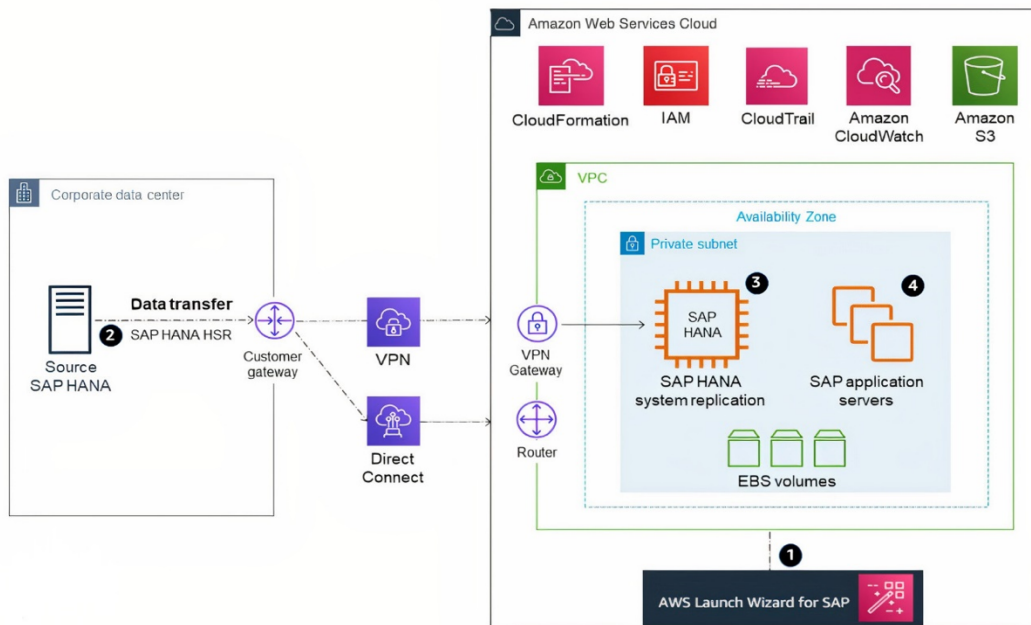 Amazon Web Services Cloud
CloudFormation
IAM
CloudTrail
Amazon
CloudWatch
Amazon
S3
Corporate data center
VPC
Availability Zone
Private subnet
Data transfer
2
SAP HANA HSR
Source
SAP HANA
Customer
gateway
VPN
Direct
Connect
VPN
Gateway
Router
3
SAP
HANA
SAP HANA
system replication
4
SAP application
servers
EBS volumes
1
AWS Launch Wizard for SAP